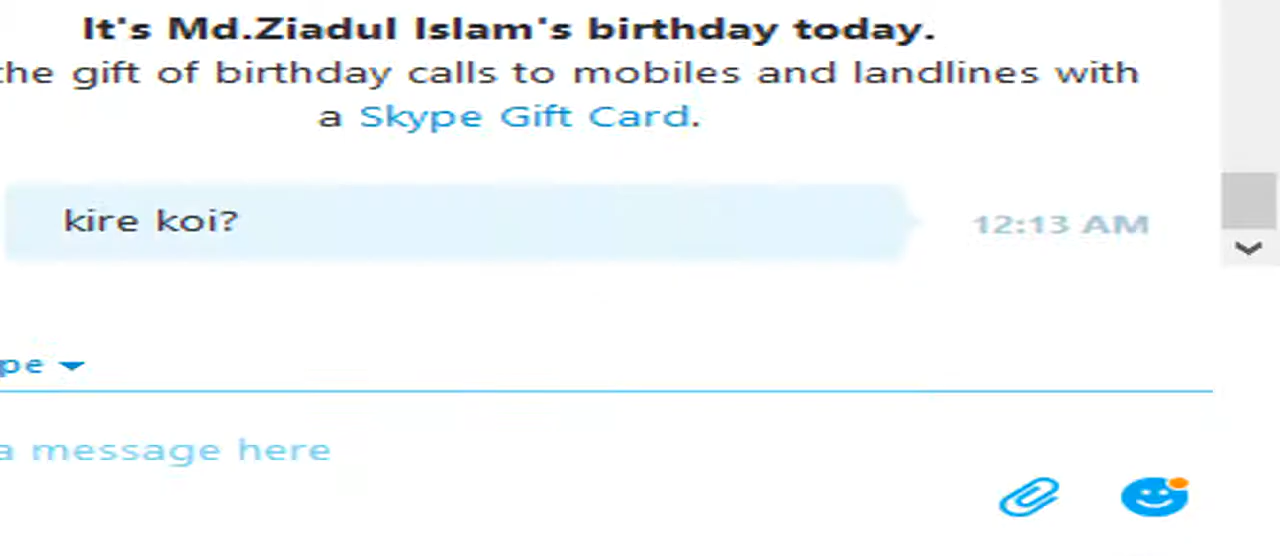 It's Md.Ziadul Islam's birthday today.
the gift of birthday calls to mobiles and landlines with
a Skype Gift Card.
kire koi?
12:13 AM
pe
a message here